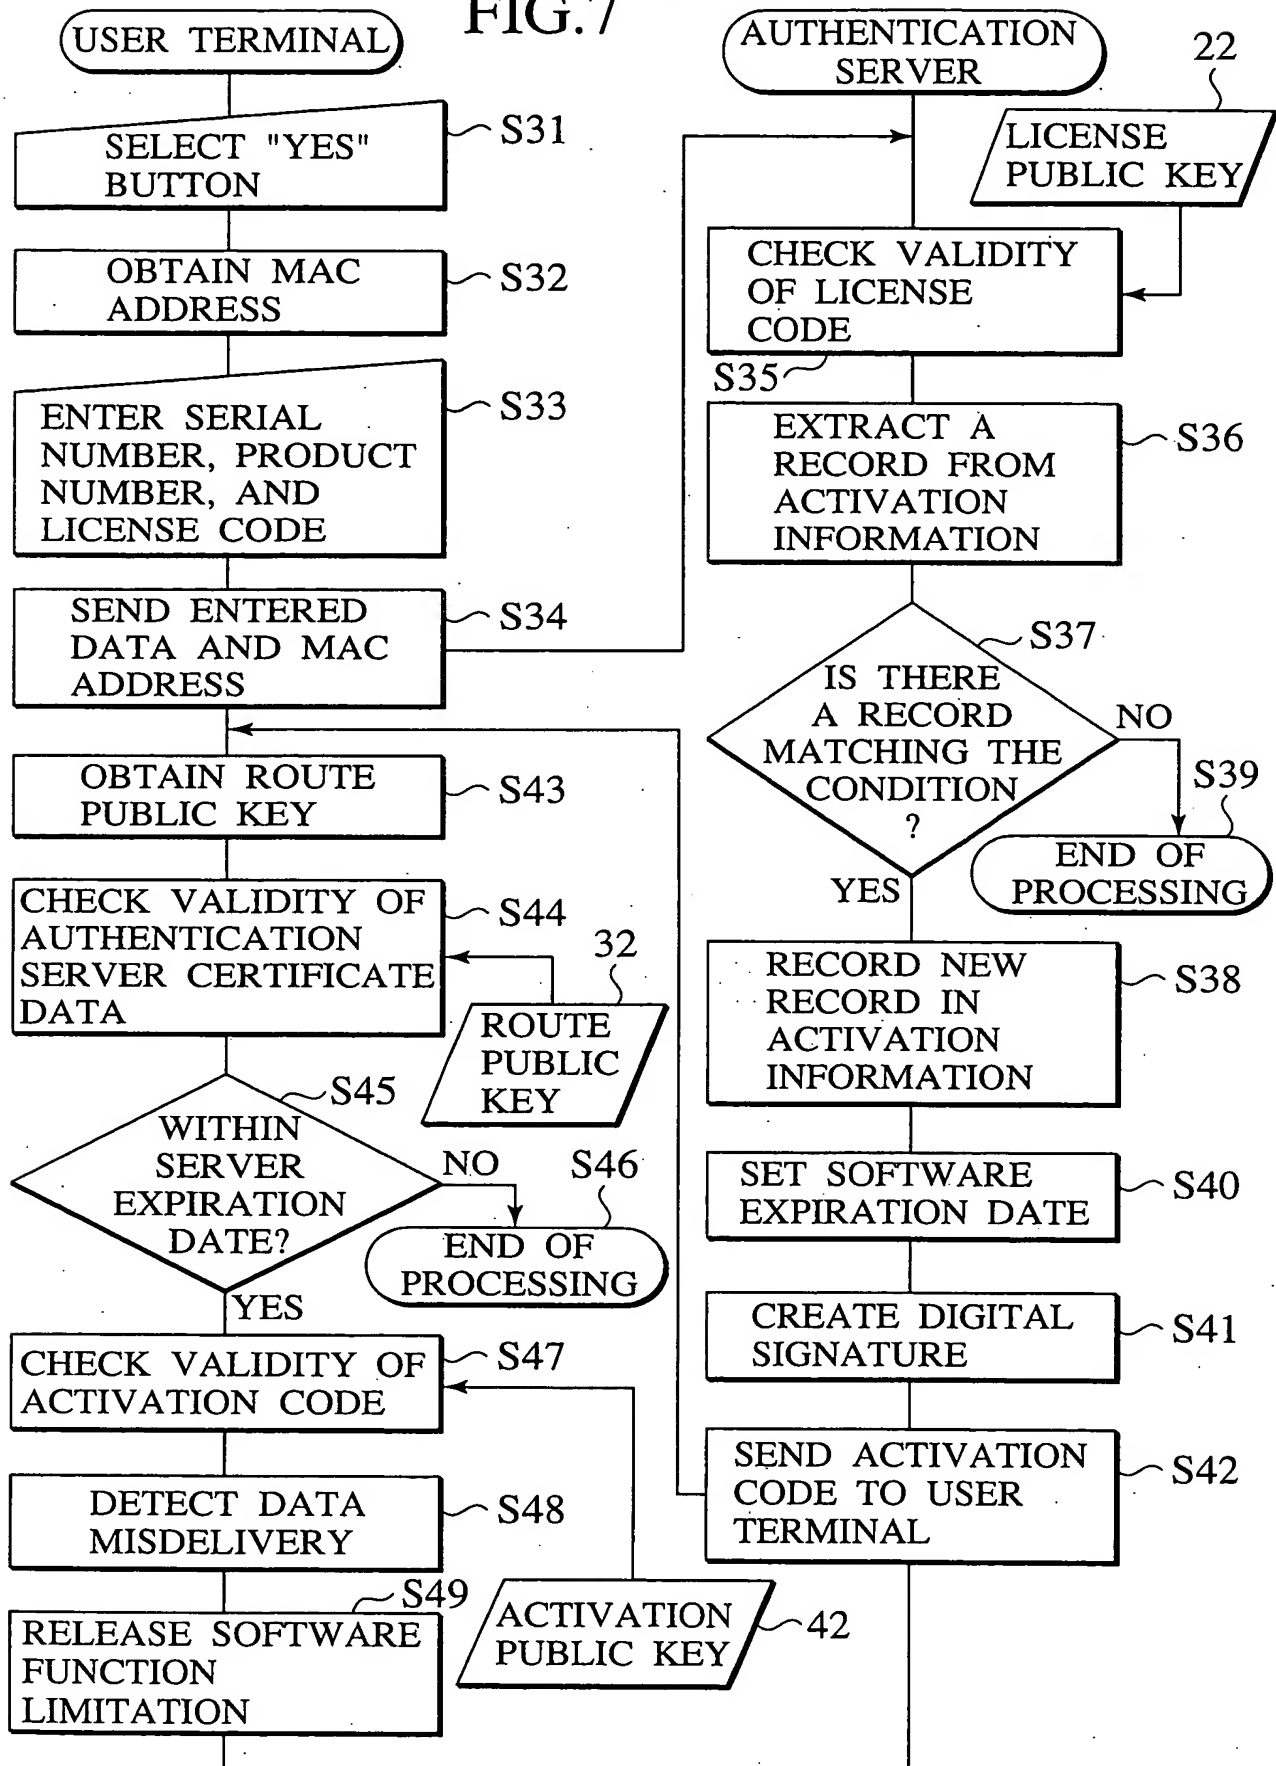 FIG.7
USER TERMINAL
SELECT "YES"
BUTTON
S31
OBTAIN MAC
ADDRESS
S32
ENTER SERIAL
NUMBER, PRODUCT
NUMBER, AND
LICENSE CODE
S33
SEND ENTERED
DATA AND MAC
ADDRESS
S34
OBTAIN ROUTE
PUBLIC KEY
S43
CHECK VALIDITY OF
AUTHENTICATION
SERVER CERTIFICATE
DATA
S44
32
ROUTE
PUBLIC
KEY
WITHIN
SERVER
EXPIRATION
DATE?
S45
NO
S46
END OF
PROCESSING
YES
CHECK VALIDITY OF
ACTIVATION CODE
S47
DETECT DATA
MISDELIVERY
S48
S49
RELEASE SOFTWARE
FUNCTION
LIMITATION
ACTIVATION
PUBLIC KEY
42
AUTHENTICATION
SERVER
22
LICENSE
PUBLIC KEY
CHECK VALIDITY
OF LICENSE
CODE
S35
EXTRACT A
RECORD FROM
ACTIVATION
INFORMATION
S36
S37
IS THERE
A RECORD
MATCHING THE
CONDITION
?
NO
S39
END OF
PROCESSING
YES
RECORD NEW
RECORD IN
ACTIVATION
INFORMATION
S38
SET SOFTWARE
EXPIRATION DATE
S40
CREATE DIGITAL
SIGNATURE
S41
SEND ACTIVATION
CODE TO USER
TERMINAL
S42